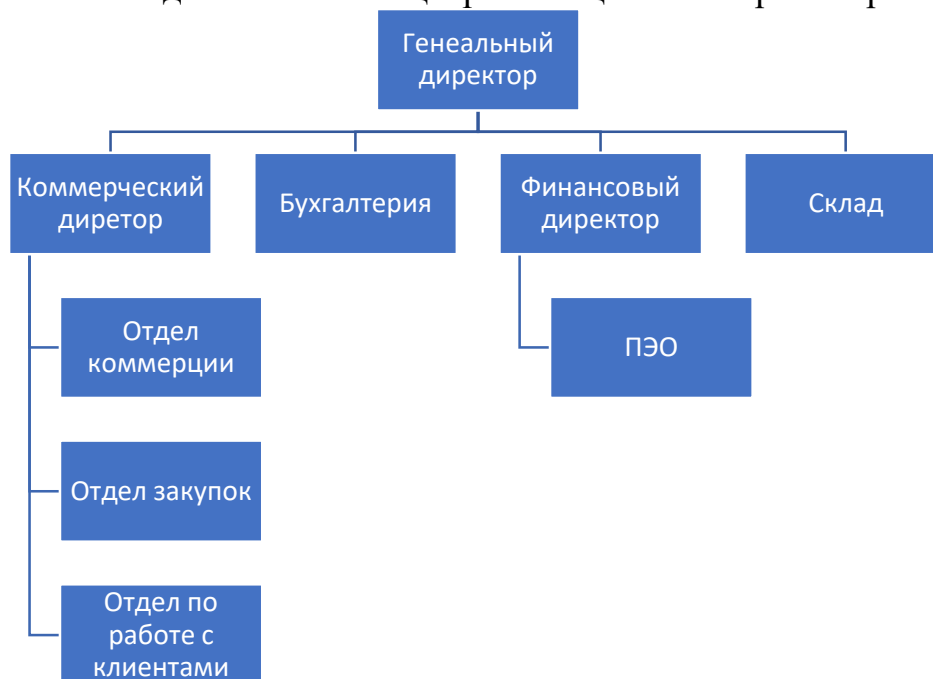 Генеальный
директор
Коммерческий
диретор
Бухгалтерия
Финансовый
директор
Склад
Отдел
коммерции
ПЭО
Отдел закупок
Отдел по
работе с
клиентами